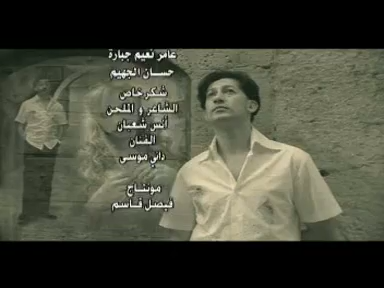 عامر نعيم جبارة
حسان الجهيم
شكر خاص
الشاعر و الملحن
أنس شعبان
الفنان
داني موسى
مونتاج
فيصل قاسم